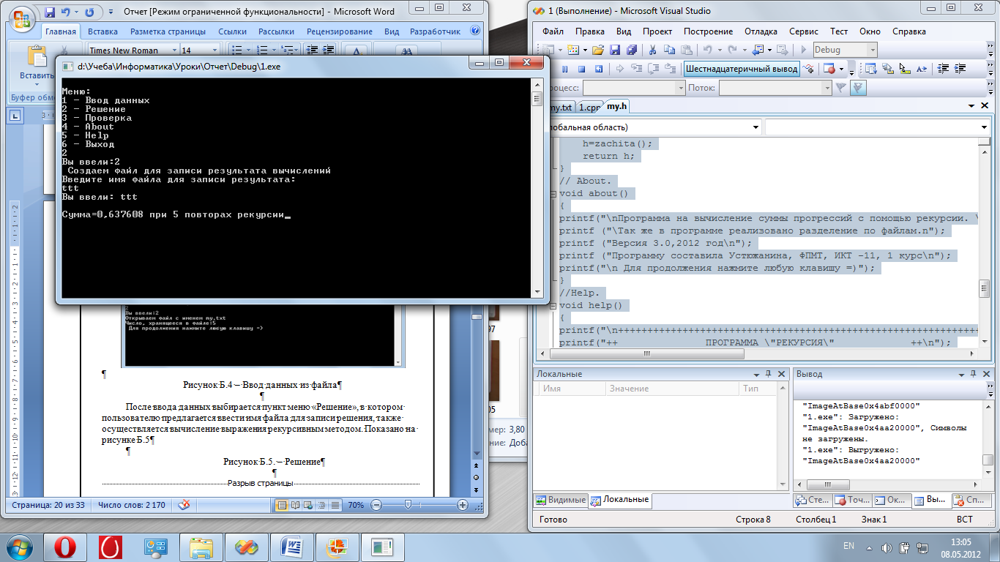 Отчет [Режим ограниченной функциональности] - Microsoft Word
Главная Вставка Разметка страницы Ссылки Рассылки Рецензирование Вид Разработчик
Times New Roman 14
Вставить
Буфер обм
d:\Учеба\Информатика\Уроки\Отчет\Debug\1.exe
Меню:
1 - Ввод данных
2 - Решение
3 - Проверка
4 - About
5 - Help
6 - Выход
2
Вы ввели:2
Создаем файл для записи результата вычислений
Введите имя файла для записи результата:
ttt
Вы ввели: ttt
Сумма=0,637608 при 5 повторах рекурсии
Вы ввели:2
Открываем файл с именем my.txt
Число, хранящееся в файле:5
Для продолжения нажмите любую клавишу =>
¶
Рисунок Б.4 – Ввод данных из файла¶
¶
После ввода данных выбирается пункт меню «Решение», в котором
пользователю предлагается ввести имя файла для записи решения, также
осуществляется вычисление выражения рекурсивным методом. Показано на
рисунке Б.5¶
¶
Рисунок Б.5. – Решение¶
¶
Разрыв страницы
Страница: 20 из 33 Число слов: 2 170 70%
97
05
мер: 3,80
ние: Доба
1 (Выполнение) - Microsoft Visual Studio
Файл Правка Вид Проект Построение Отладка Сервис Тест Окно Справка
Debug
Шестнадцатеричный вывод
роцесс: Поток:
my.txt 1.cpp my.h
лобальная область)
h=zachita();
return h;
}
// About.
void about()
{
printf("\nПрограмма на вычисление суммы прогрессий с помощью рекурсии. \
printf ("\Так же в программе реализовано разделение по файлам.n");
printf ("Версия 3.0,2012 год\n");
printf ("Программу составила Устюжанина, ФПМТ, ИКТ -11, 1 курс\n");
printf("\n Для продолжения нажмите любую клавишу =)");
}
//Help.
void help()
{
printf("\n+++++++++++++++++++++++++++++++++++++++++++++++++++++++++++++
printf("++ ПРОГРАММА \"РЕКУРСИЯ\" ++\n");
Локальные
Имя Значение Тип
Видимые Локальные
Вывод
"ImageAtBase0x4abf0000"
"1.exe": Загружено:
"ImageAtBase0x4aa20000", Символы
не загружены.
"1.exe": Выгружено:
"ImageAtBase0x4aa20000"
Сте... Точ... Ок... Вы... Сп...
Готово Строка 8 Столбец 1 Знак 1 ВСТ
EN
13:05
08.05.2012